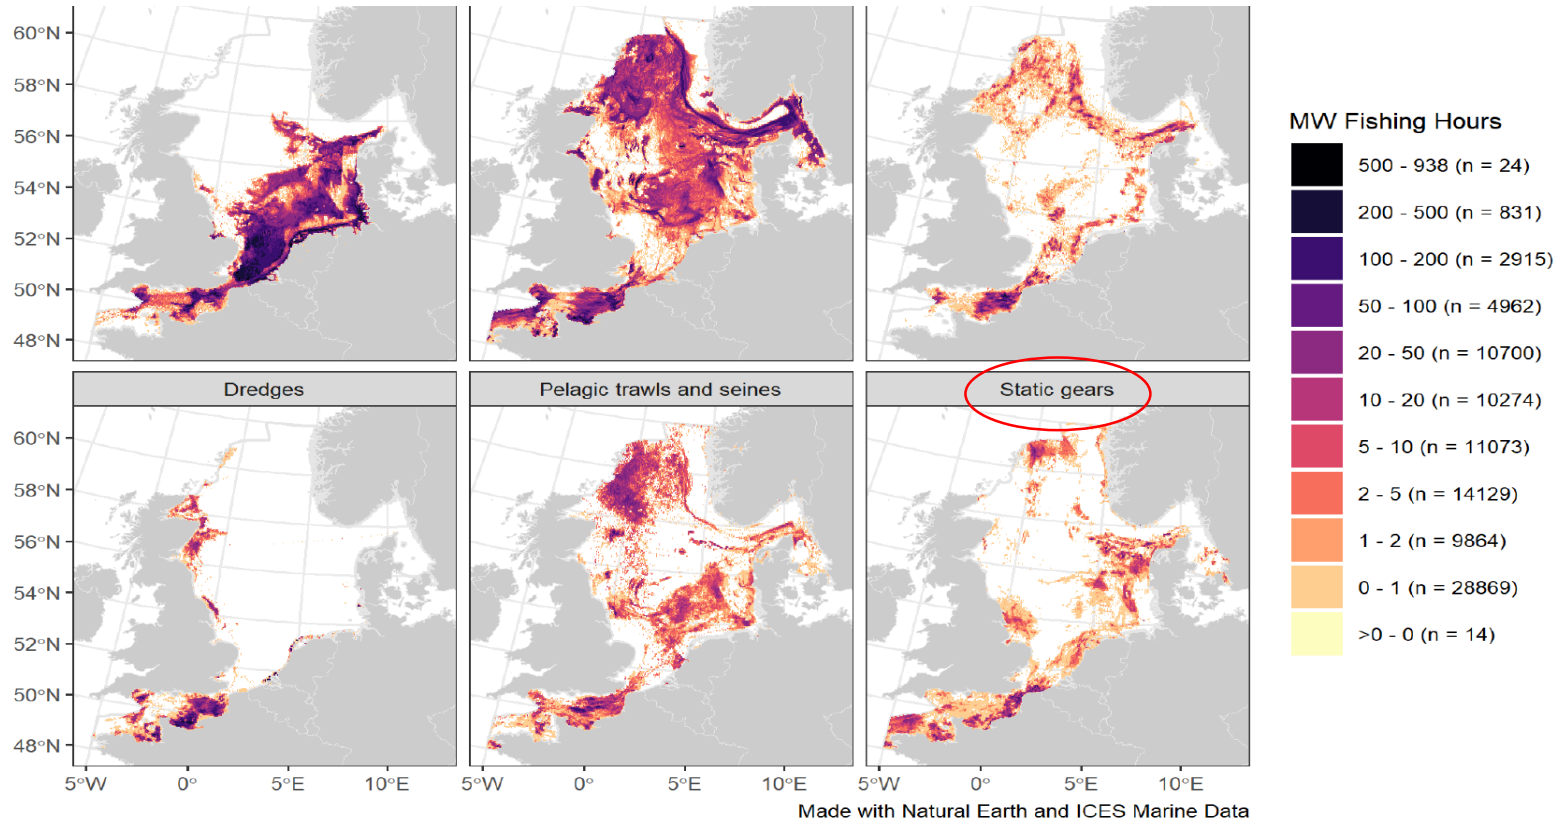 60°N
58°N
56°N
54°N
52°N
50°N
48°N
MW Fishing Hours
500 - 938 (n = 24)
200 - 500 (n = 831)
100 - 200 (n = 2915)
50 - 100 (n = 4962)
20 - 50 (n = 10700)
10 - 20 (n = 10274)
5 - 10 (n = 11073)
2 - 5 (n = 14129)
1 - 2 (n = 9864)
0 - 1 (n = 28869)
>0 - 0 (n = 14)
Dredges
Pelagic trawls and seines
Static gears
60°N
58°N
56°N
54°N
52°N
50°N
48°N
5°W 0° 5°E 10°E 5°W 0° 5°E 10°E 5°W 0° 5°E 10°E
Made with Natural Earth and ICES Marine Data